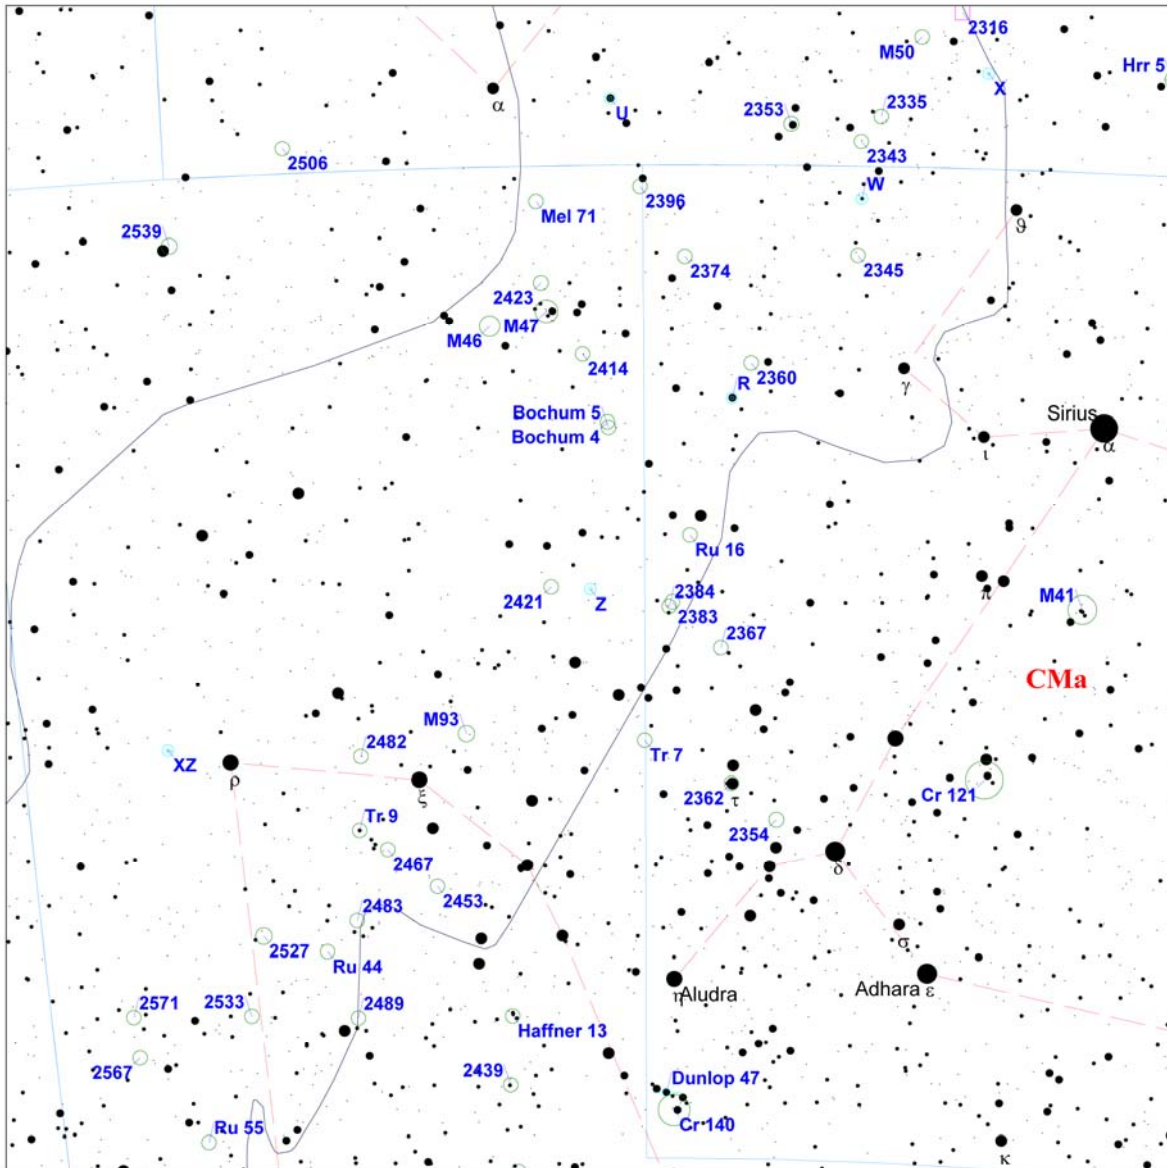 2316
M50
Hrr 5
X
α
U
2353
2335
2506
2343
W
2396
Mel 71
ϑ
2539
2374
2345
2423
M47
M46
2414
2360
R
γ
Bochum 5
Bochum 4
Sirius
α
ι
Ru 16
2421
Z
2384
2383
π
M41
2367
CMa
M93
2482
Tr 7
XZ
ρ
ξ
2362
τ
Cr 121
Tr 9
2354
2467
δ
2453
2483
2527
σ
Ru 44
η
Aludra
Adhara ε
2571
2533
2489
Haffner 13
2567
2439
Dunlop 47
Ru 55
Cr 140
κ